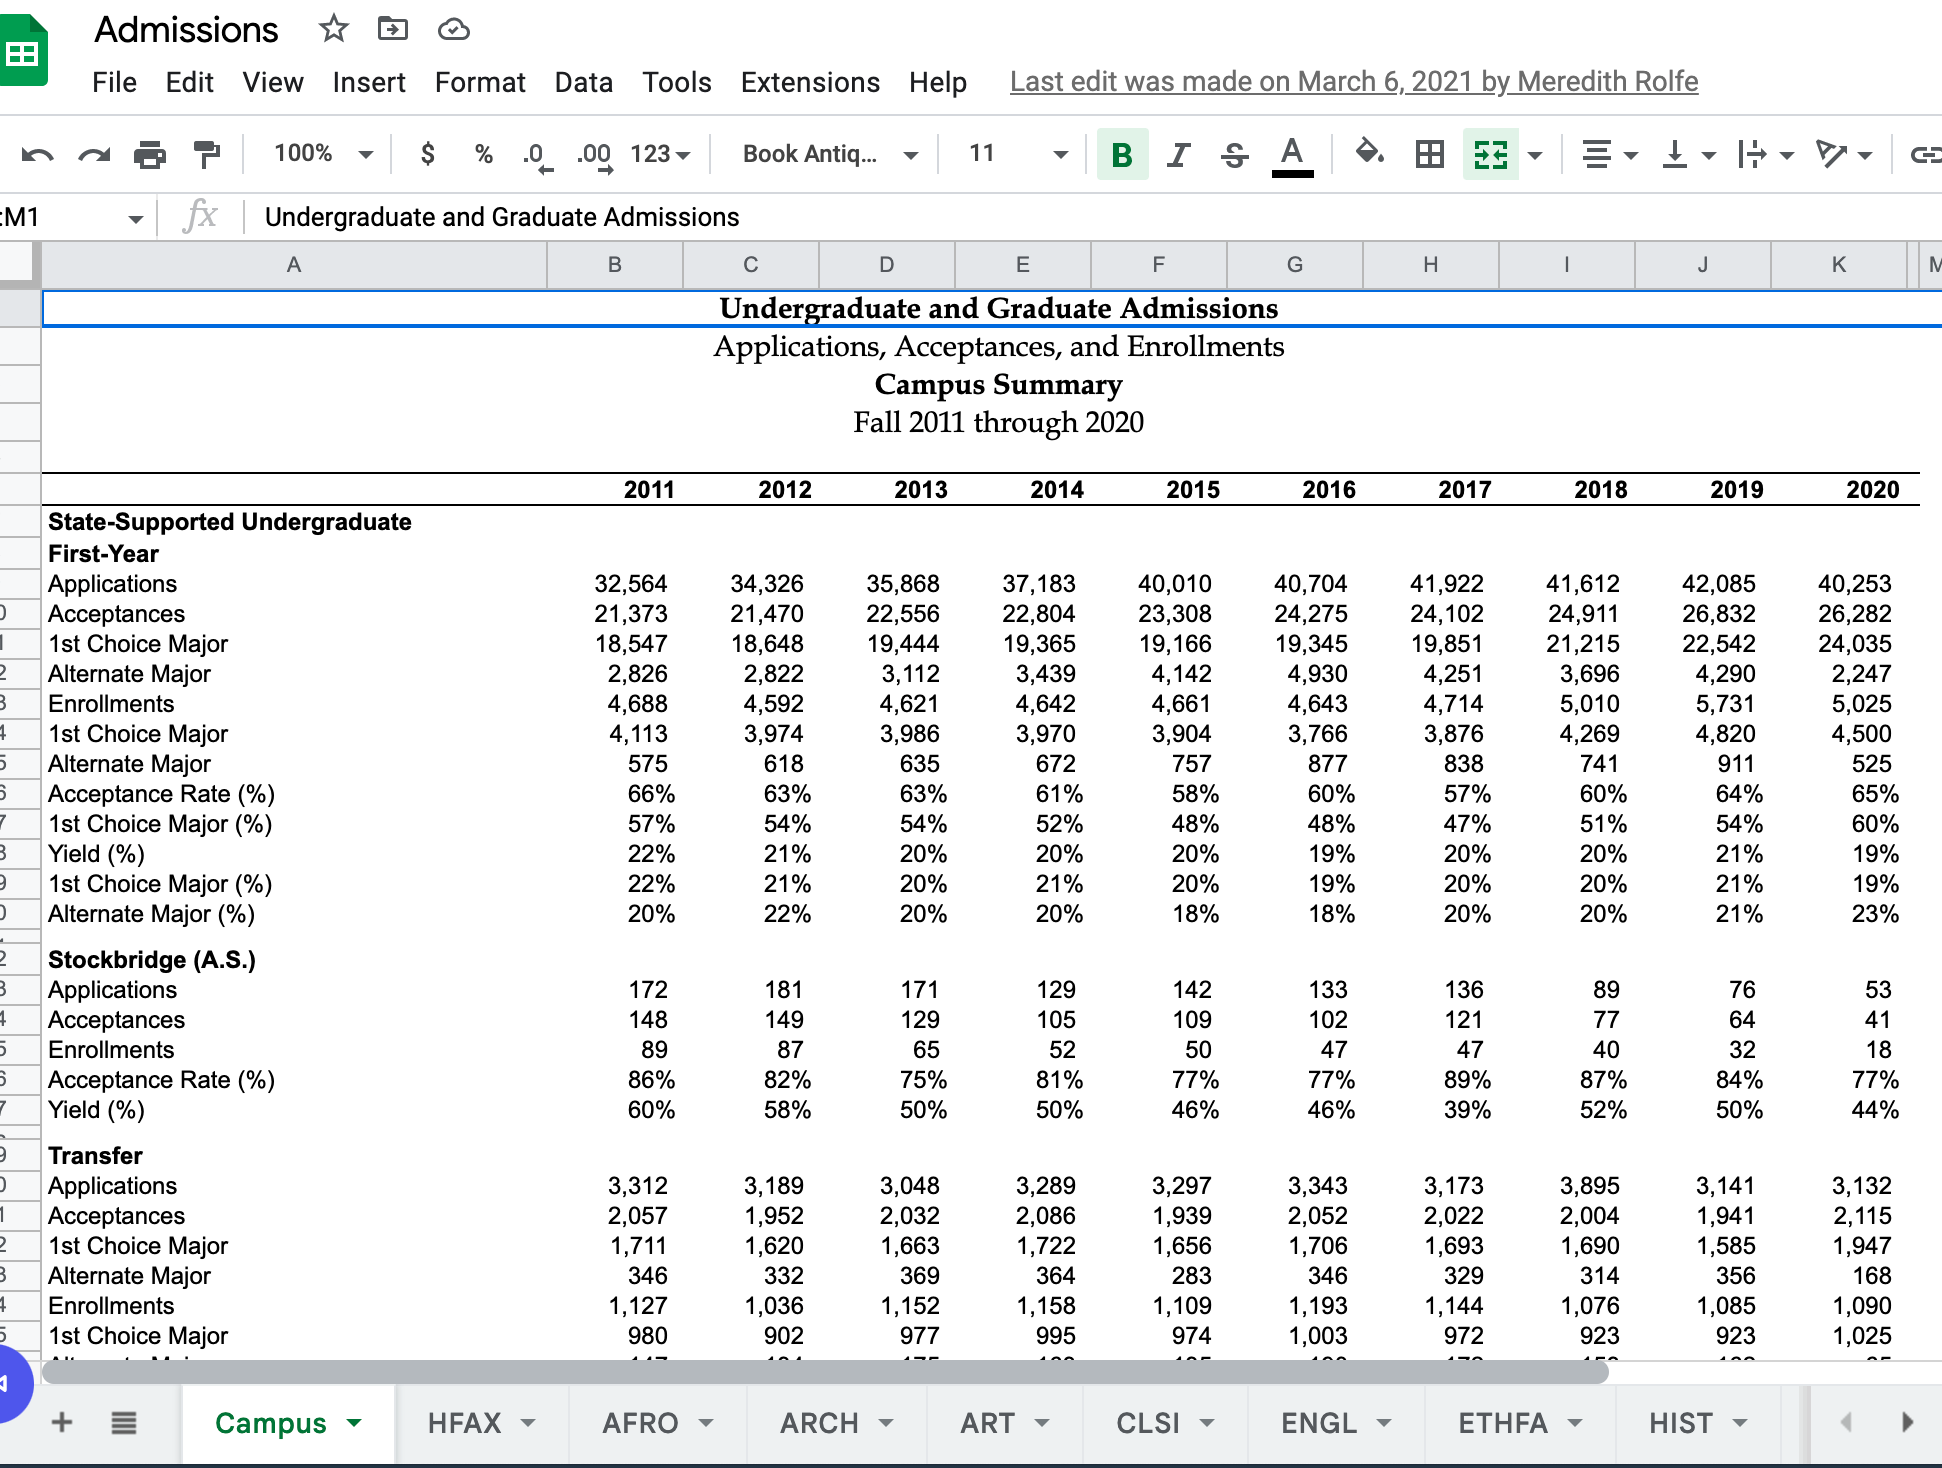 Admissions
File Edit View Insert Format Data Tools Extensions Help Last edit was made on March 6, 2021 by Meredith Rolfe
100% $ % .0 .00 123 Book Antiq... 11 B I S A
:M1 fx Undergraduate and Graduate Admissions
A B C D E F G H I J K
Undergraduate and Graduate Admissions
Applications, Acceptances, and Enrollments
Campus Summary
Fall 2011 through 2020
2011 2012 2013 2014 2015 2016 2017 2018 2019 2020
State-Supported Undergraduate
First-Year
Applications 32,564 34,326 35,868 37,183 40,010 40,704 41,922 41,612 42,085 40,253
Acceptances 21,373 21,470 22,556 22,804 23,308 24,275 24,102 24,911 26,832 26,282
1st Choice Major 18,547 18,648 19,444 19,365 19,166 19,345 19,851 21,215 22,542 24,035
Alternate Major 2,826 2,822 3,112 3,439 4,142 4,930 4,251 3,696 4,290 2,247
Enrollments 4,688 4,592 4,621 4,642 4,661 4,643 4,714 5,010 5,731 5,025
1st Choice Major 4,113 3,974 3,986 3,970 3,904 3,766 3,876 4,269 4,820 4,500
Alternate Major 575 618 635 672 757 877 838 741 911 525
Acceptance Rate (%) 66% 63% 63% 61% 58% 60% 57% 60% 64% 65%
1st Choice Major (%) 57% 54% 54% 52% 48% 48% 47% 51% 54% 60%
Yield (%) 22% 21% 20% 20% 20% 19% 20% 20% 21% 19%
1st Choice Major (%) 22% 21% 20% 21% 20% 19% 20% 20% 21% 19%
Alternate Major (%) 20% 22% 20% 20% 18% 18% 20% 20% 21% 23%
Stockbridge (A.S.)
Applications 172 181 171 129 142 133 136 89 76 53
Acceptances 148 149 129 105 109 102 121 77 64 41
Enrollments 89 87 65 52 50 47 47 40 32 18
Acceptance Rate (%) 86% 82% 75% 81% 77% 77% 89% 87% 84% 77%
Yield (%) 60% 58% 50% 50% 46% 46% 39% 52% 50% 44%
Transfer
Applications 3,312 3,189 3,048 3,289 3,297 3,343 3,173 3,895 3,141 3,132
Acceptances 2,057 1,952 2,032 2,086 1,939 2,052 2,022 2,004 1,941 2,115
1st Choice Major 1,711 1,620 1,663 1,722 1,656 1,706 1,693 1,690 1,585 1,947
Alternate Major 346 332 369 364 283 346 329 314 356 168
Enrollments 1,127 1,036 1,152 1,158 1,109 1,193 1,144 1,076 1,085 1,090
1st Choice Major 980 902 977 995 974 1,003 972 923 923 1,025
Campus HFAX AFRO ARCH ART CLSI ENGL ETHFA HIST